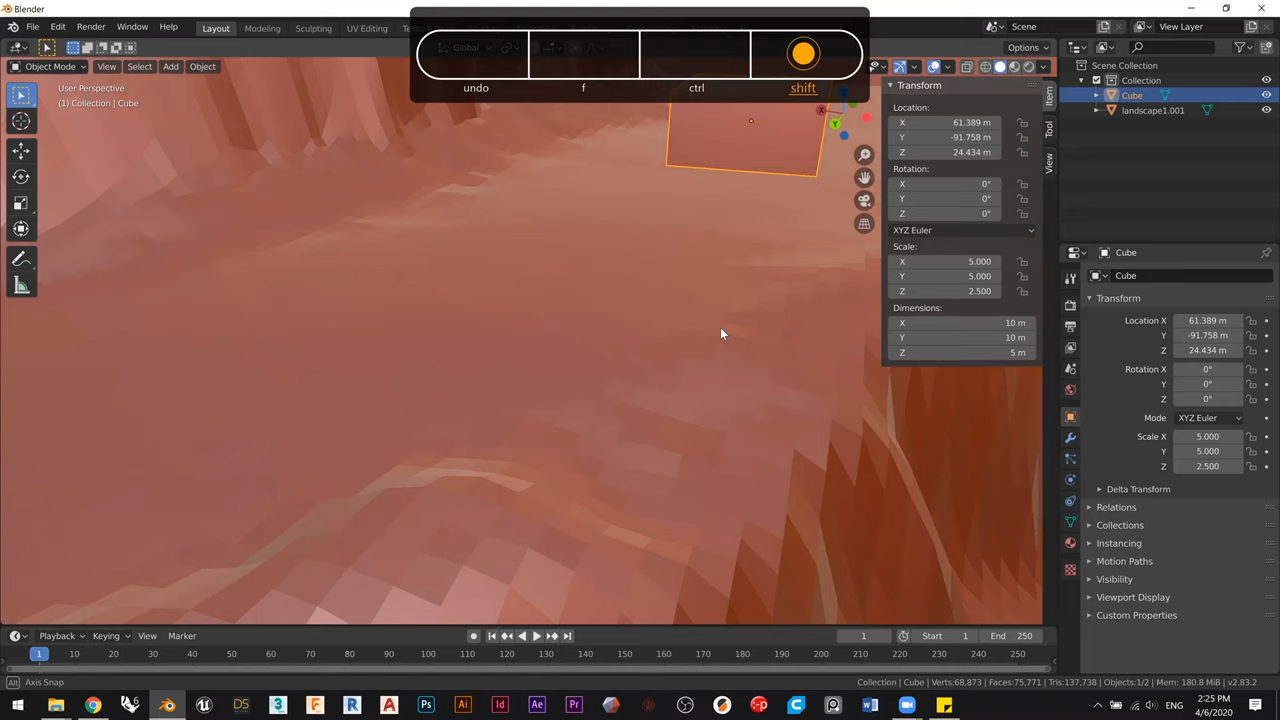 Blender
File Edit Render Window Help Layout Modeling Sculpting UV Editing Scene View Layer
Object Mode View Select Add Object Global Options
undo f ctrl shift
User Perspective
(1) Collection | Cube
X
Y
Z
Location:
X 61.389 m
Y -91.758 m
Z 24.434 m
Rotation:
X 0°
Y 0°
Z 0°
XYZ Euler
Scale:
X 5.000
Y 5.000
Z 2.500
Dimensions:
X 10 m
Y 10 m
Z 5 m
Transform
Item
Tool
View
Scene Collection
Collection
Cube
landscape1.001
Cube
Cube
Transform
Location X 61.389 m
Y -91.758 m
Z 24.434 m
Rotation X 0°
Y 0°
Z 0°
Mode XYZ Euler
Scale X 5.000
Y 5.000
Z 2.500
Delta Transform
Relations
Collections
Instancing
Motion Paths
Visibility
Viewport Display
Custom Properties
Playback Keying View Marker 1 Start 1 End 250
1 10 20 30 40 50 60 70 80 90 100 110 120 130 140 150 160 170 180 190 200 210 220 230 240 250
Alt Axis Snap Collection | Cube | Verts:68,873 | Faces:75,771 | Tris:137,738 | Objects:1/2 | Mem: 180.8 MiB | v2.83.2
DS 3 F R A Ps Ai Id Ae Pr W
2:25 PM
4/6/2020